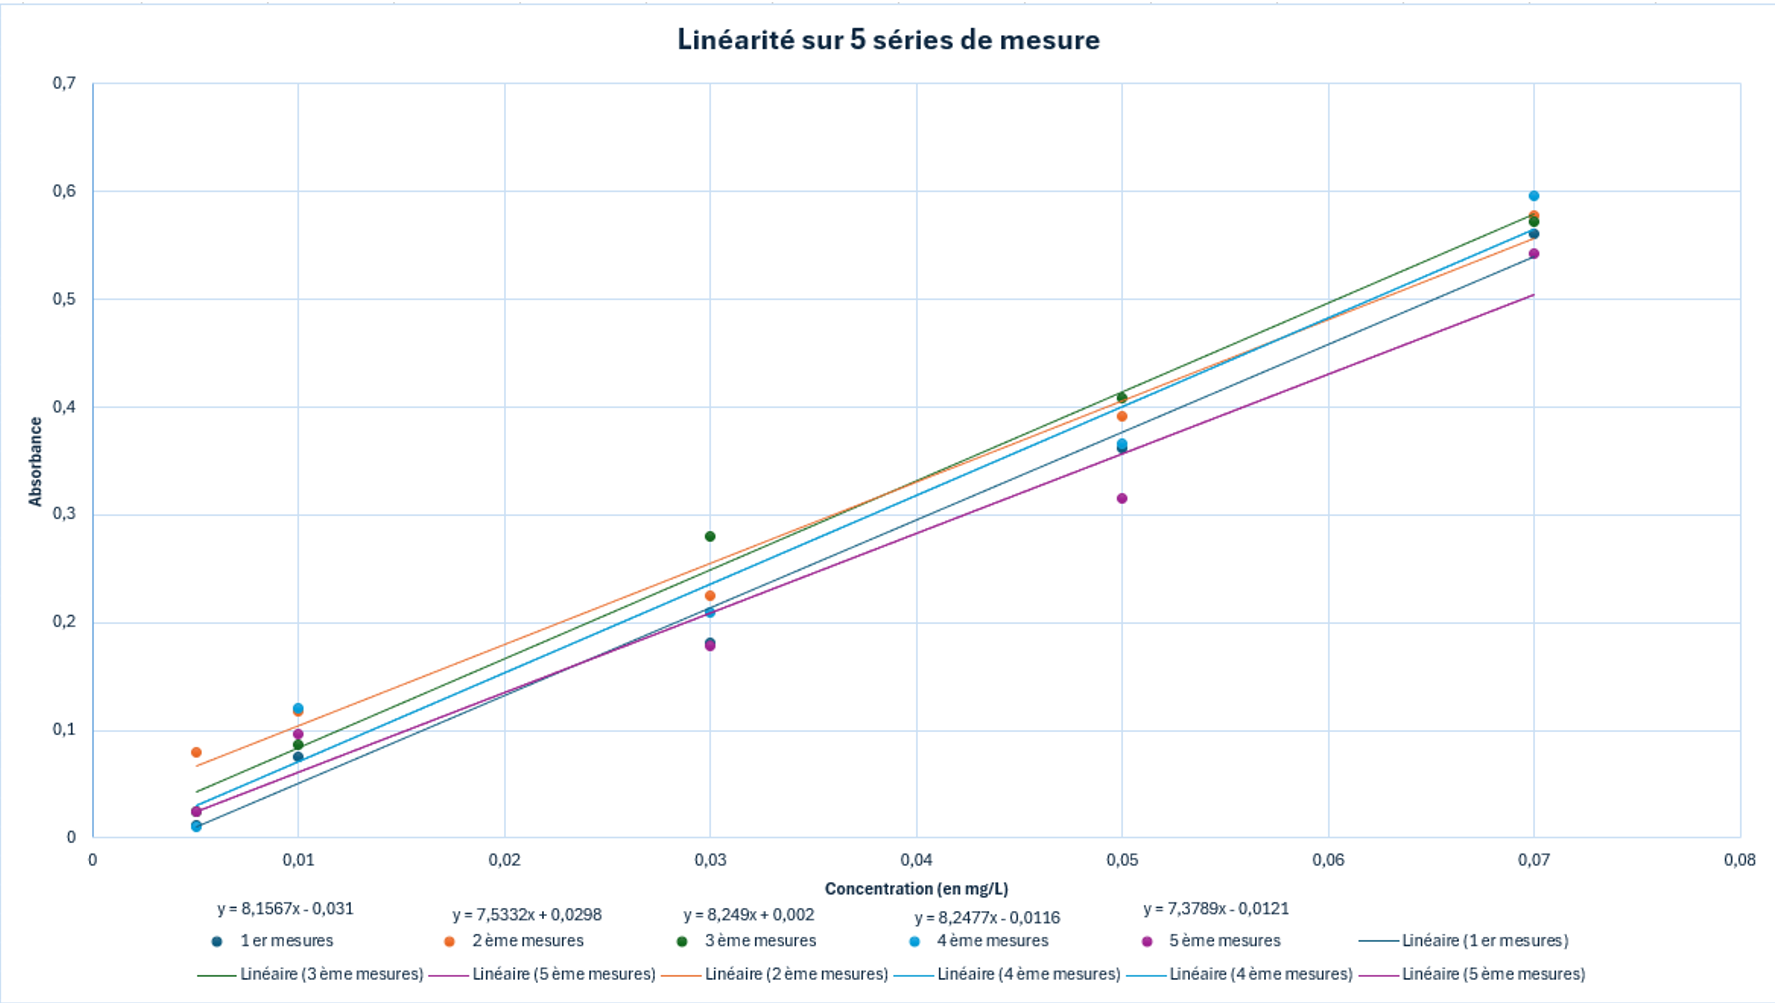 Linéarité sur 5 séries de mesure
0,7
0,6
0,5
0,4
0,3
0,2
0,1
0
Absorbance
0 0,01 0,02 0,03 0,04 0,05 0,06 0,07 0,08
Concentration (en mg/L)
y = 8,1567x - 0,031 y = 7,5332x + 0,0298 y = 8,249x + 0,002 y = 8,2477x - 0,0116 y = 7,3789x - 0,0121
1 er mesures 2 ème mesures 3 ème mesures 4 ème mesures 5 ème mesures Linéaire (1 er mesures)
Linéaire (3 ème mesures) Linéaire (5 ème mesures) Linéaire (2 ème mesures) Linéaire (4 ème mesures) Linéaire (4 ème mesures) Linéaire (5 ème mesures)